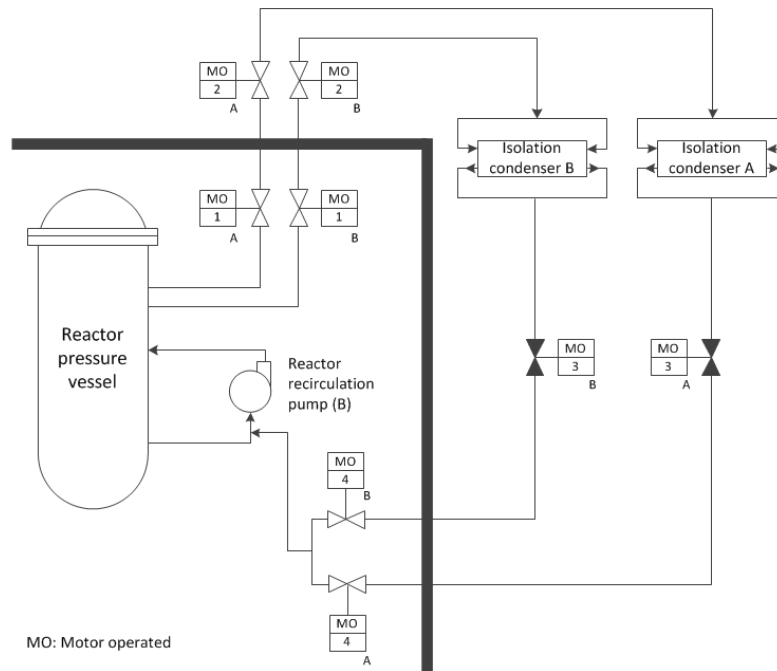 MO
2
A
MO
2
B
Isolation
condenser B
Isolation
condenser A
MO
1
A
MO
1
B
Reactor
pressure
vessel
Reactor
recirculation
pump (B)
MO
3
B
MO
3
A
MO
4
B
MO
4
A
MO: Motor operated